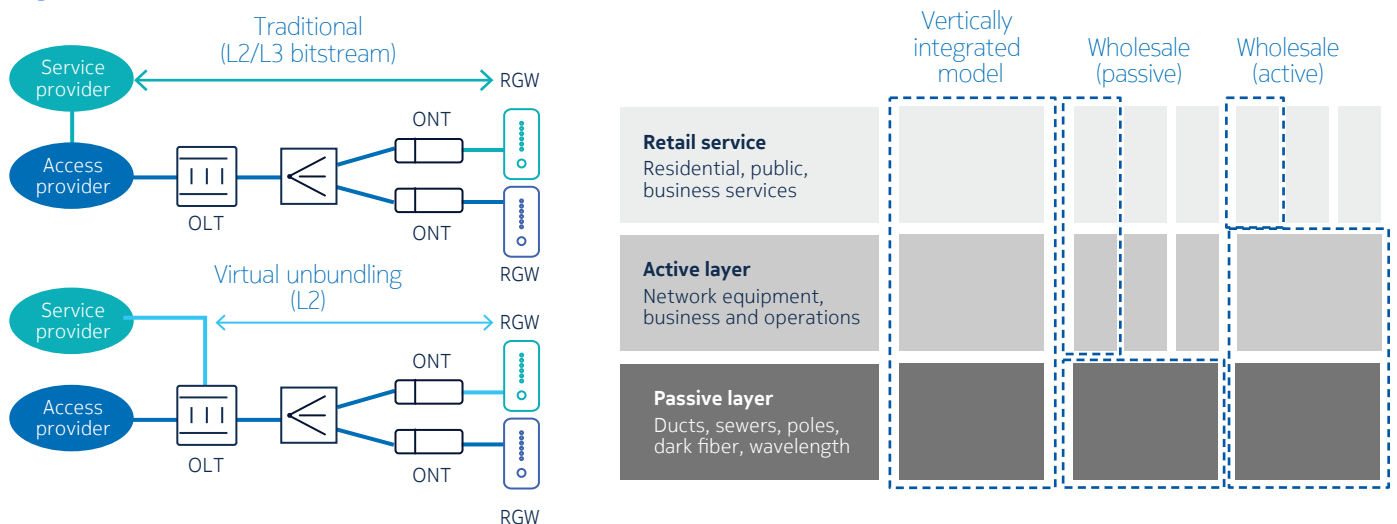 Traditional
(L2/L3 bitstream)
Service
provider
RGW
ONT
Access
provider
OLT
ONT
RGW
Virtual unbundling
(L2)
Service
provider
RGW
ONT
Access
provider
OLT
ONT
RGW
Vertically
integrated
model
Wholesale
(passive)
Wholesale
(active)
Retail service
Residential, public,
business services
Active layer
Network equipment,
business and operations
Passive layer
Ducts, sewers, poles,
dark fiber, wavelength